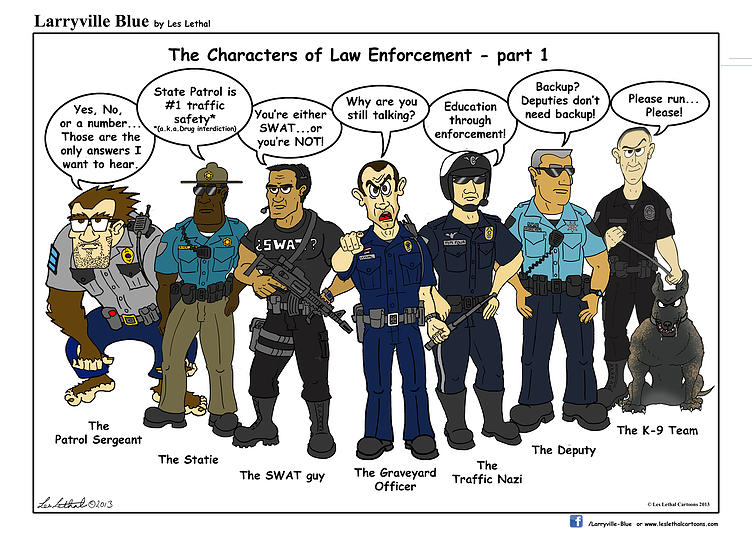 Larryville Blue by Les Lethal
The Characters of Law Enforcement - part 1
Yes, No,
or a number...
Those are the
only answers I
want to hear.
State Patrol is
#1 traffic
safety*
*(a.k.a.Drug interdiction)
You're either
SWAT...or
you're NOT!
Why are you
still talking?
Education
through
enforcement!
Backup?
Deputies don't
need backup!
Please run...
Please!
SWAT
The
Patrol Sergeant
The Statie
The SWAT guy
The Graveyard
Officer
The
Traffic Nazi
The Deputy
The K-9 Team
Les Lethal ©2013
© Les Lethal Cartoons 2013
f /Larryville-Blue or www.leslethalcartoons.com